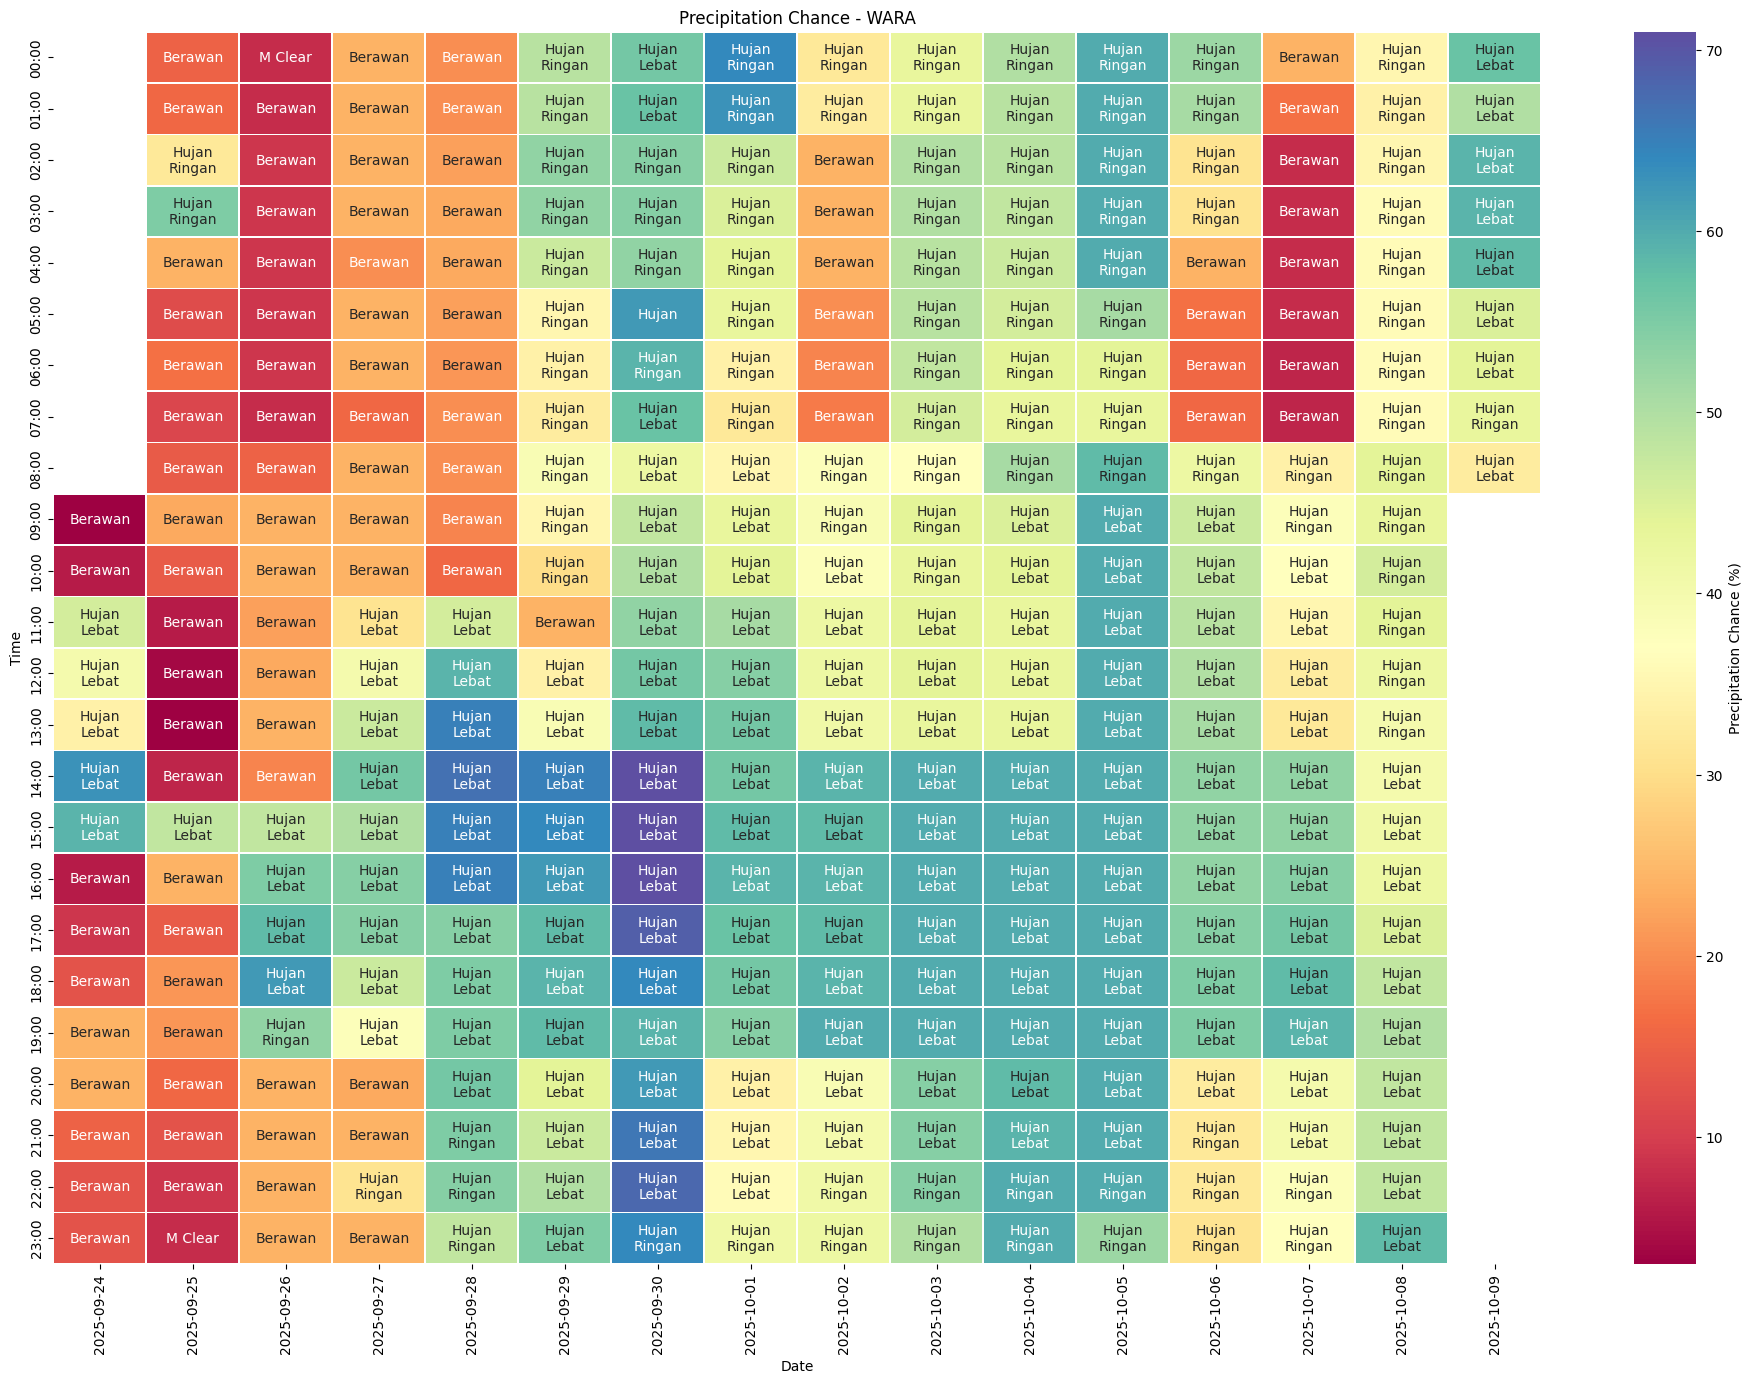 Precipitation Chance - WARA
00:00 Berawan M Clear Berawan Berawan Hujan Ringan Hujan Lebat Hujan Ringan Hujan Ringan Hujan Ringan Hujan Ringan Hujan Ringan Hujan Ringan Berawan Hujan Ringan Hujan Lebat
01:00 Berawan Berawan Berawan Berawan Hujan Ringan Hujan Lebat Hujan Ringan Hujan Ringan Hujan Ringan Hujan Ringan Hujan Ringan Hujan Ringan Berawan Hujan Ringan Hujan Lebat
02:00 Hujan Ringan Berawan Berawan Berawan Hujan Ringan Hujan Ringan Hujan Ringan Berawan Hujan Ringan Hujan Ringan Hujan Ringan Hujan Ringan Berawan Hujan Ringan Hujan Lebat
03:00 Hujan Ringan Berawan Berawan Berawan Hujan Ringan Hujan Ringan Hujan Ringan Berawan Hujan Ringan Hujan Ringan Hujan Ringan Hujan Ringan Berawan Hujan Ringan Hujan Lebat
04:00 Berawan Berawan Berawan Berawan Hujan Ringan Hujan Ringan Hujan Ringan Berawan Hujan Ringan Hujan Ringan Hujan Ringan Berawan Berawan Hujan Ringan Hujan Lebat
05:00 Berawan Berawan Berawan Berawan Hujan Ringan Hujan Hujan Ringan Berawan Hujan Ringan Hujan Ringan Hujan Ringan Berawan Berawan Hujan Ringan Hujan Lebat
06:00 Berawan Berawan Berawan Berawan Hujan Ringan Hujan Ringan Hujan Ringan Berawan Hujan Ringan Hujan Ringan Hujan Ringan Berawan Berawan Hujan Ringan Hujan Lebat
07:00 Berawan Berawan Berawan Berawan Hujan Ringan Hujan Lebat Hujan Ringan Berawan Hujan Ringan Hujan Ringan Hujan Ringan Berawan Berawan Hujan Ringan Hujan Ringan
08:00 Berawan Berawan Berawan Berawan Hujan Ringan Hujan Lebat Hujan Lebat Hujan Ringan Hujan Ringan Hujan Ringan Hujan Ringan Hujan Ringan Hujan Ringan Hujan Ringan Hujan Lebat
09:00 Berawan Berawan Berawan Berawan Berawan Hujan Ringan Hujan Lebat Hujan Lebat Hujan Ringan Hujan Ringan Hujan Lebat Hujan Lebat Hujan Lebat Hujan Ringan Hujan Ringan
10:00 Berawan Berawan Berawan Berawan Berawan Hujan Ringan Hujan Lebat Hujan Lebat Hujan Lebat Hujan Ringan Hujan Lebat Hujan Lebat Hujan Lebat Hujan Lebat Hujan Ringan
11:00 Hujan Lebat Berawan Berawan Hujan Lebat Hujan Lebat Berawan Hujan Lebat Hujan Lebat Hujan Lebat Hujan Lebat Hujan Lebat Hujan Lebat Hujan Lebat Hujan Lebat Hujan Ringan
12:00 Hujan Lebat Berawan Berawan Hujan Lebat Hujan Lebat Hujan Lebat Hujan Lebat Hujan Lebat Hujan Lebat Hujan Lebat Hujan Lebat Hujan Lebat Hujan Lebat Hujan Lebat Hujan Ringan
13:00 Hujan Lebat Berawan Berawan Hujan Lebat Hujan Lebat Hujan Lebat Hujan Lebat Hujan Lebat Hujan Lebat Hujan Lebat Hujan Lebat Hujan Lebat Hujan Lebat Hujan Lebat Hujan Ringan
14:00 Hujan Lebat Berawan Berawan Hujan Lebat Hujan Lebat Hujan Lebat Hujan Lebat Hujan Lebat Hujan Lebat Hujan Lebat Hujan Lebat Hujan Lebat Hujan Lebat Hujan Lebat Hujan Lebat
15:00 Hujan Lebat Hujan Lebat Hujan Lebat Hujan Lebat Hujan Lebat Hujan Lebat Hujan Lebat Hujan Lebat Hujan Lebat Hujan Lebat Hujan Lebat Hujan Lebat Hujan Lebat Hujan Lebat Hujan Lebat
16:00 Berawan Berawan Hujan Lebat Hujan Lebat Hujan Lebat Hujan Lebat Hujan Lebat Hujan Lebat Hujan Lebat Hujan Lebat Hujan Lebat Hujan Lebat Hujan Lebat Hujan Lebat Hujan Lebat
17:00 Berawan Berawan Hujan Lebat Hujan Lebat Hujan Lebat Hujan Lebat Hujan Lebat Hujan Lebat Hujan Lebat Hujan Lebat Hujan Lebat Hujan Lebat Hujan Lebat Hujan Lebat Hujan Lebat
18:00 Berawan Berawan Hujan Lebat Hujan Lebat Hujan Lebat Hujan Lebat Hujan Lebat Hujan Lebat Hujan Lebat Hujan Lebat Hujan Lebat Hujan Lebat Hujan Lebat Hujan Lebat Hujan Lebat
19:00 Berawan Berawan Hujan Ringan Hujan Lebat Hujan Lebat Hujan Lebat Hujan Lebat Hujan Lebat Hujan Lebat Hujan Lebat Hujan Lebat Hujan Lebat Hujan Lebat Hujan Lebat Hujan Lebat
20:00 Berawan Berawan Berawan Berawan Hujan Lebat Hujan Lebat Hujan Lebat Hujan Lebat Hujan Lebat Hujan Lebat Hujan Lebat Hujan Lebat Hujan Lebat Hujan Lebat Hujan Lebat
21:00 Berawan Berawan Berawan Berawan Hujan Ringan Hujan Lebat Hujan Lebat Hujan Lebat Hujan Lebat Hujan Lebat Hujan Lebat Hujan Lebat Hujan Ringan Hujan Lebat Hujan Lebat
22:00 Berawan Berawan Berawan Hujan Ringan Hujan Ringan Hujan Lebat Hujan Lebat Hujan Lebat Hujan Ringan Hujan Ringan Hujan Ringan Hujan Ringan Hujan Ringan Hujan Ringan Hujan Lebat
23:00 Berawan M Clear Berawan Berawan Hujan Ringan Hujan Lebat Hujan Ringan Hujan Ringan Hujan Ringan Hujan Ringan Hujan Ringan Hujan Ringan Hujan Ringan Hujan Ringan Hujan Lebat
2025-09-24 2025-09-25 2025-09-26 2025-09-27 2025-09-28 2025-09-29 2025-09-30 2025-10-01 2025-10-02 2025-10-03 2025-10-04 2025-10-05 2025-10-06 2025-10-07 2025-10-08 2025-10-09
Date
Time
70
60
50
40
30
20
10
Precipitation Chance (%)